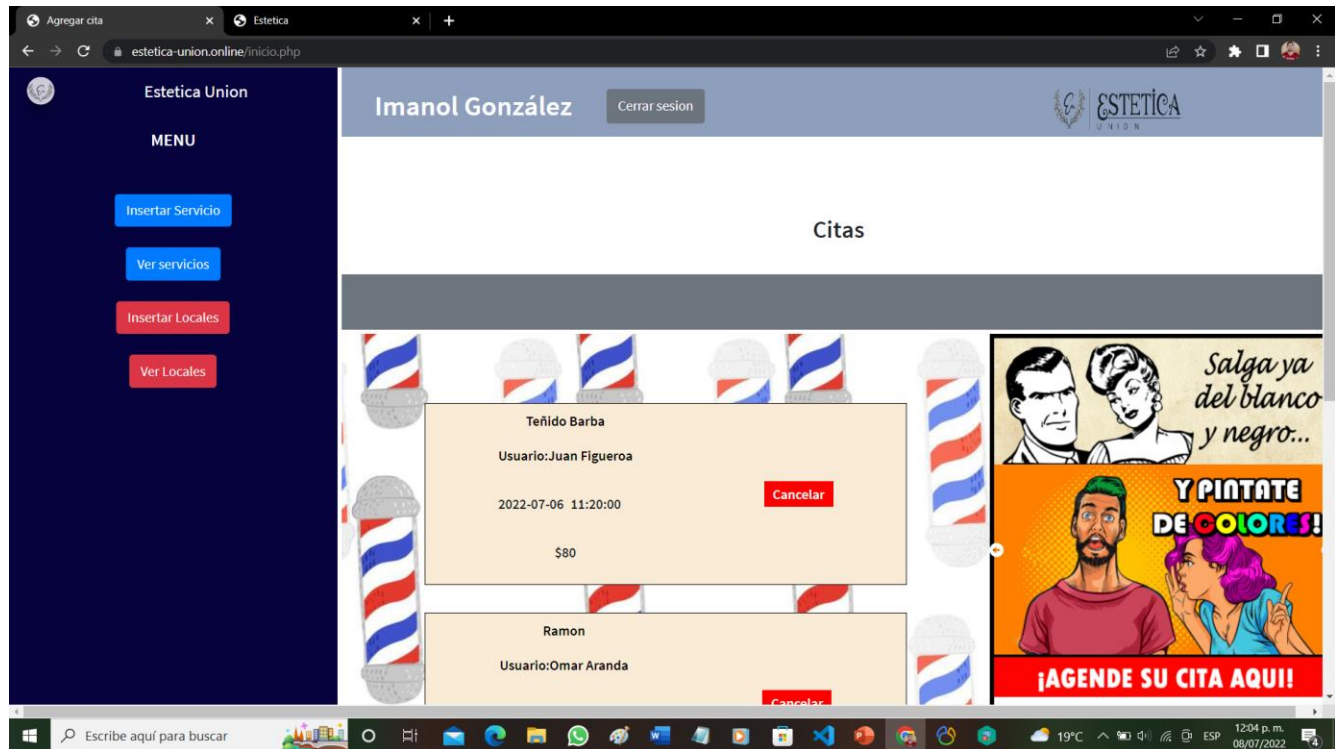 Agregar cita
Estetica
estetica-union.online/inicio.php
Estetica Union
MENU
Insertar Servicio
Ver servicios
Insertar Locales
Ver Locales
Imanol González
Cerrar sesion
ESTETİCA
UNION
Citas
Teñido Barba
Usuario:Juan Figueroa
2022-07-06 11:20:00
$80
Cancelar
Ramon
Usuario:Omar Aranda
Cancelar
Salga ya
del blanco
y negro...
Y PINTATE
DE COLORES!
¡AGENDE SU CITA AQUI!
Escribe aquí para buscar
19°C
ESP
12:04 p. m.
08/07/2022